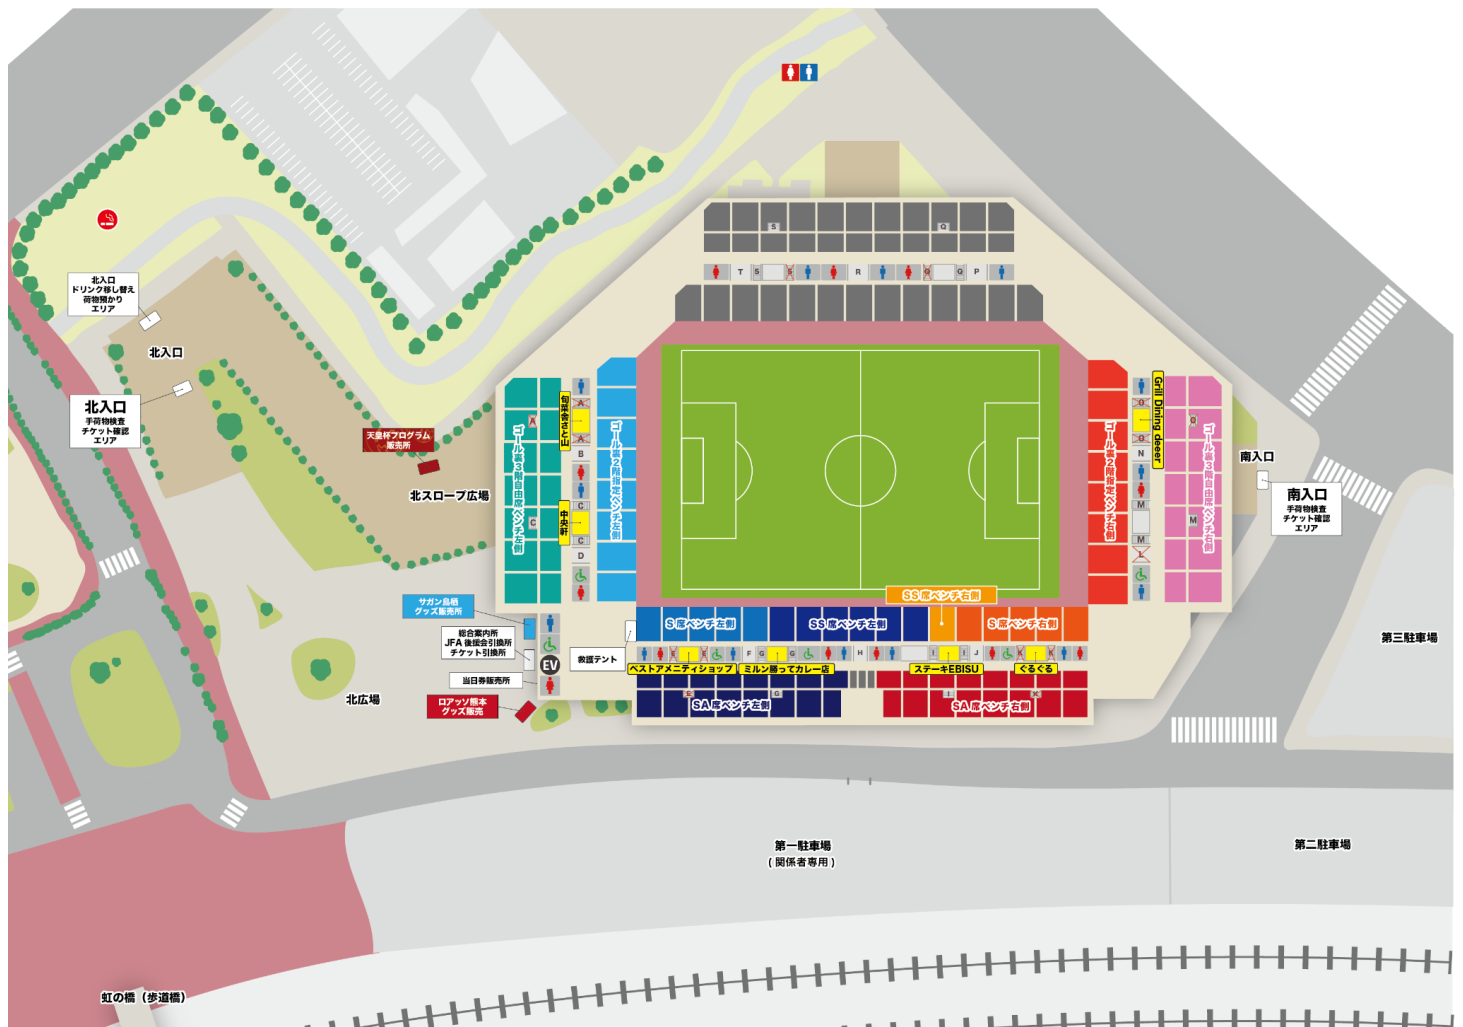 S
Q
T
S
S
R
Q
Q
P
北入口
ドリンク移し替え
荷物預かり
エリア
北入口
北入口
手荷物検査
チケット確認
エリア
天皇杯プログラム
販売所
北スロープ広場
ゴール裏3階自由席ベンチ左側
A
C
旬菜舎さと山
A
A
B
C
中央軒
C
D
ゴール裏2階指定席ベンチ左側
ゴール裏2階指定席ベンチ右側
Grill Dining deeer
O
O
N
M
M
L
ゴール裏3階自由席ベンチ右側
O
M
南入口
南入口
手荷物検査
チケット確認
エリア
サガン鳥栖
グッズ販売所
総合案内所
JFA 後援会引換所
チケット引換所
EV
当日券販売所
ロアッソ熊本
グッズ販売
北広場
救護テント
SS席ベンチ右側
S席ベンチ左側
SS席ベンチ左側
S席ベンチ右側
E
E
F
G
G
H
I
I
J
K
K
ベストアメニティショップ
ミルン勝ってカレー店
ステーキEBISU
ぐるぐる
E
G
I
K
SA席ベンチ左側
SA席ベンチ右側
第三駐車場
第一駐車場
(関係者専用)
第二駐車場
虹の橋(歩道橋)